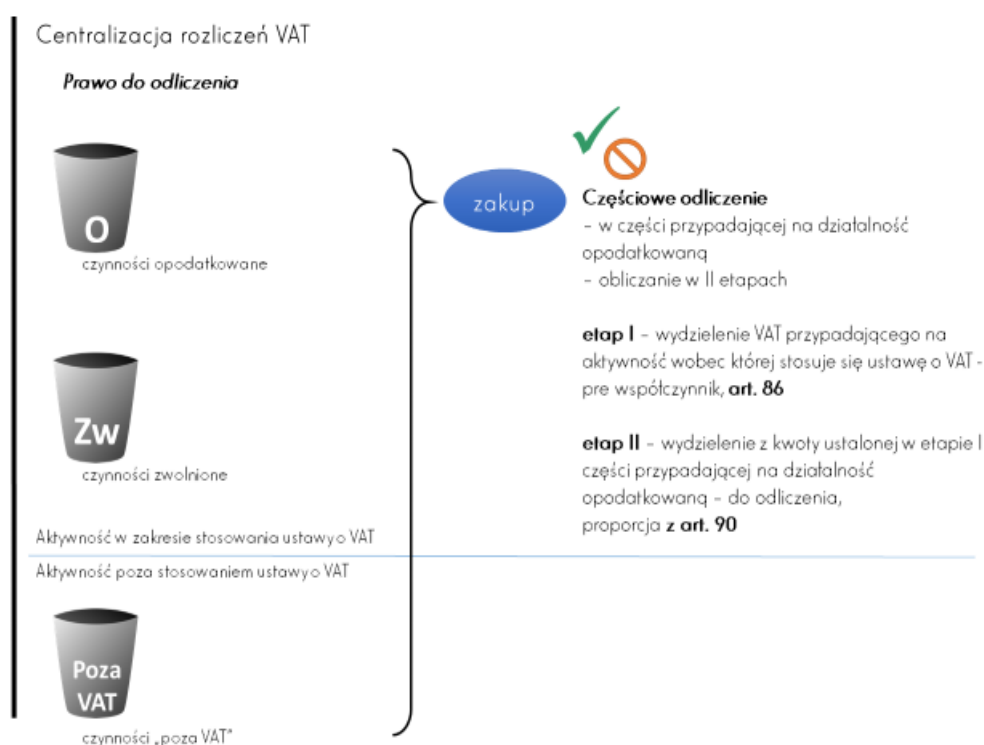 Centralizacja rozliczeń VAT
Prawo do odliczenia
O
czynności opodatkowane
Zw
czynności zwolnione
Aktywność w zakresie stosowania ustawy o VAT
Aktywność poza stosowaniem ustawy o VAT
Poza
VAT
czynności „poza VAT"
zakup
Częściowe odliczenie
– w części przypadającej na działalność
opodatkowaną
– obliczanie w II etapach
etap I – wydzielenie VAT przypadającego na
aktywność wobec której stosuje się ustawę o VAT -
pre współczynnik, art. 86
etap II – wydzielenie z kwoty ustalonej w etapie I
części przypadającej na działalność
opodatkowaną – do odliczenia,
proporcja z art. 90